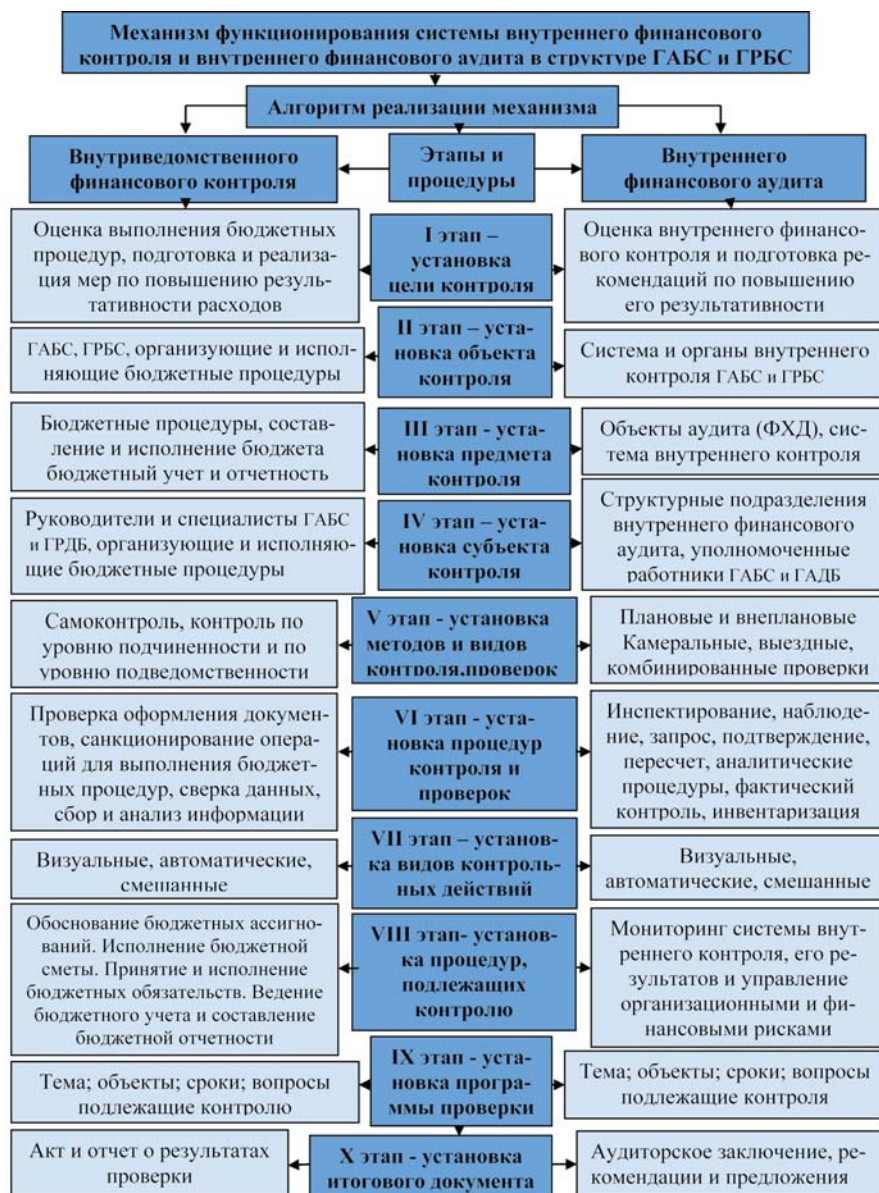 Механизм функционирования системы внутреннего финансового
контроля и внутреннего финансового аудита в структуре ГАБС и ГРБС
Алгоритм реализации механизма
Внутриведомственного
финансового контроля
Этапы и
процедуры
Внутреннего
финансового аудита
Оценка выполнения бюджетных
процедур, подготовка и реализа-
ция мер по повышению резуль-
тативности расходов
I этап –
установка
цели контроля
Оценка внутреннего финансо-
вого контроля и подготовка ре-
комендаций по повышению
его результативности
ГАБС, ГРБС, организующие и испол-
няющие бюджетные процедуры
II этап – уста-
новка объекта
контроля
Система и органы внутреннего
контроля ГАБС и ГРБС
Бюджетные процедуры, состав-
ление и исполнение бюджета
бюджетный учет и отчетность
III этап - уста-
новка предмета
контроля
Объекты аудита (ФХД), сис-
тема внутреннего контроля
Руководители и специалисты ГАБС
и ГРДБ, организующие и исполняю-
щие бюджетные процедуры
IV этап – уста-
новка субъекта
контроля
Структурные подразделения
внутреннего финансового
аудита, уполномоченные
работники ГАБС и ГАДБ
Самоконтроль, контроль по
уровню подчиненности и по
уровню подведомственности
V этап - установка
методов и видов
контроля,проверок
Плановые и внеплановые
Камеральные, выездные,
комбинированные проверки
Проверка оформления докумен-
тов, санкционирование опера-
ций для выполнения бюджет-
ных процедур, сверка данных,
сбор и анализ информации
VI этап - уста-
новка процедур
контроля и
проверок
Инспектирование, наблюде-
ние, запрос, подтверждение,
пересчет, аналитические
процедуры, фактический
контроль, инвентаризация
Визуальные, автоматические,
смешанные
VII этап – установ-
ка видов контроль-
ных действий
Визуальные,
автоматические, смешанные
Обоснование бюджетных ассигно-
ваний. Исполнение бюджетной
сметы. Принятие и исполнение
бюджетных обязательств. Ведение
бюджетного учета и составление
бюджетной отчетности
VIII этап- установ-
ка процедур,
подлежащих
контролю
Мониторинг системы внут-
реннего контроля, его ре-
зультатов и управление
организационными и фи-
нансовыми рисками
Тема; объекты; сроки; вопросы
подлежащие контролю
IX этап - уста-
новка програм-
мы проверки
Тема; объекты; сроки; вопросы
подлежащие контроля
Акт и отчет о результатах
проверки
X этап - установка
итогового документа
Аудиторское заключение, ре-
комендации и предложения